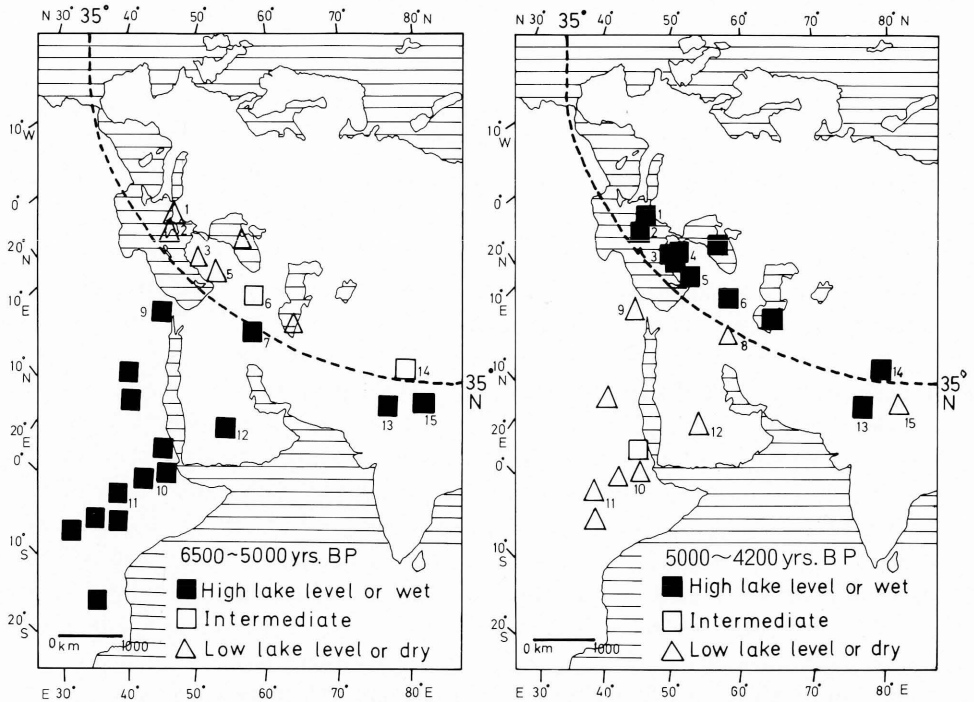 N 30° 35° 40° 50° 60° 70° 80° N
10° W
0°
20° N
10° E
10° N
20° E
0°
10° S
20° S
1
2
3
5
6
7
9
14
35° N
13
15
12
10
11
6500~5000 yrs. BP
High lake level or wet
Intermediate
Low lake level or dry
0 km 1000
E 30° 40° 50° 60° 70° 80° E
N 30° 35° 40° 50° 60° 70° 80° N
10° W
0°
20° N
10° E
10° N
20° E
0°
10° S
20° S
1
2
3 4
5
6
9
8
14
35° N
13
15
12
10
11
5000~4200 yrs. BP
High lake level or wet
Intermediate
Low lake level or dry
0 km 1000
E 30° 40° 50° 60° 70° 80° E